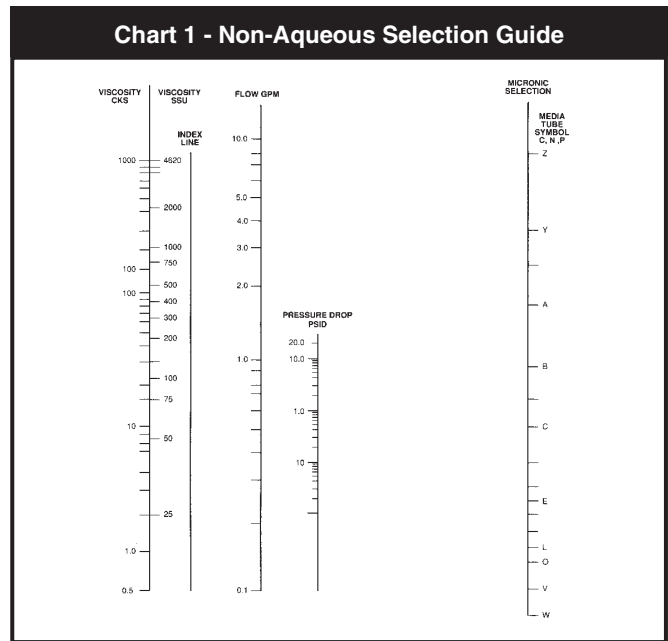 Chart 1 - Non-Aqueous Selection Guide
VISCOSITY
CKS
1000
100
100
10
1.0
0.5
VISCOSITY
SSU
4620
2000
1000
750
500
400
300
200
100
75
50
25
INDEX
LINE
FLOW GPM
10.0
5.0
4.0
3.0
2.0
1.0
0.1
PRESSURE DROP
PSID
20.0
10.0
1.0
10
MICRONIC
SELECTION
MEDIA
TUBE
SYMBOL
C, N ,P
Z
Y
A
B
C
E
L
O
V
W